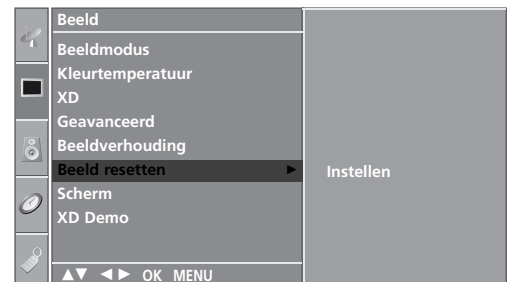 Beeld
Beeldmodus
Kleurtemperatuur
XD
Geavanceerd
Beeldverhouding
Beeld resetten ► Instellen
Scherm
XD Demo
▲▼ ◄► OK MENU